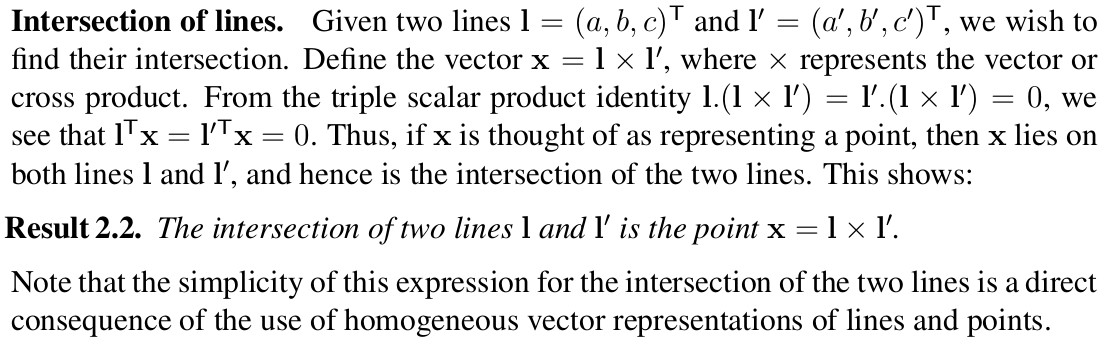 Intersection of lines. Given two lines l = (a, b, c)ᵀ and l′ = (a′, b′, c′)ᵀ, we wish to
find their intersection. Define the vector x = l × l′, where × represents the vector or
cross product. From the triple scalar product identity l.(l × l′) = l′.(l × l′) = 0, we
see that lᵀx = l′ᵀx = 0. Thus, if x is thought of as representing a point, then x lies on
both lines l and l′, and hence is the intersection of the two lines. This shows:
Result 2.2. The intersection of two lines l and l′ is the point x = l × l′.
Note that the simplicity of this expression for the intersection of the two lines is a direct
consequence of the use of homogeneous vector representations of lines and points.